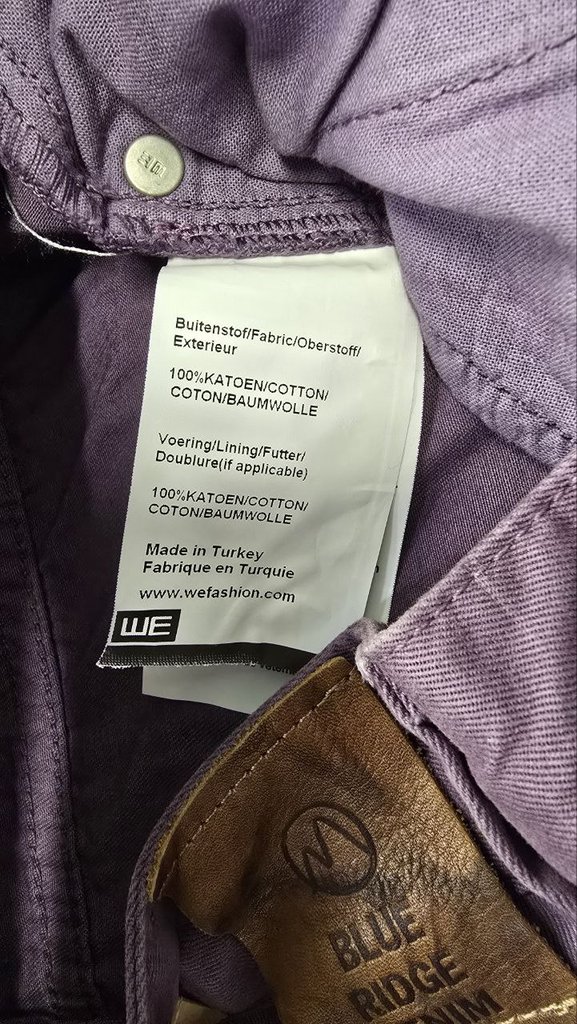 Buitenstof/Fabric/Oberstoff/
Exterieur
100%KATOEN/COTTON/
COTON/BAUMWOLLE
Voering/Lining/Futter/
Doublure(if applicable)
100%KATOEN/COTTON/
COTON/BAUMWOLLE
Made in Turkey
Fabrique en Turquie
www.wefashion.com
WE
BLUE
RIDGE